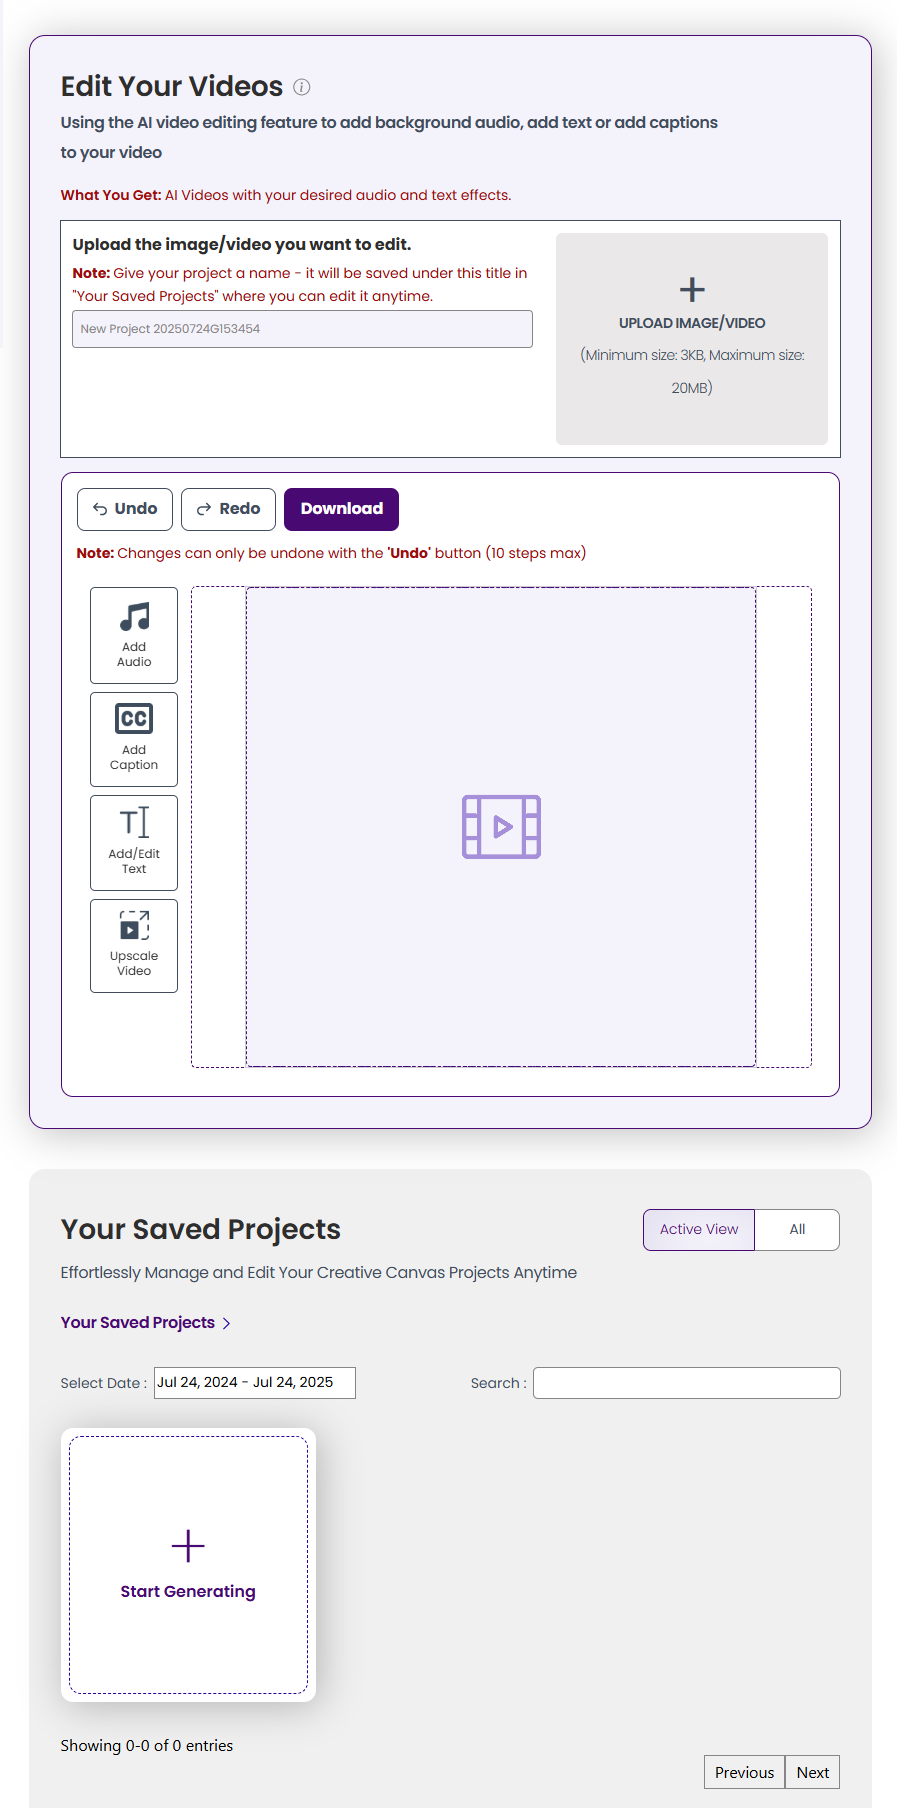 Edit Your Videos
Using the AI video editing feature to add background audio, add text or add captions
to your video
What You Get: AI Videos with your desired audio and text effects.
Upload the image/video you want to edit.
Note: Give your project a name - it will be saved under this title in
"Your Saved Projects" where you can edit it anytime.
New Project 20250724G153454
UPLOAD IMAGE/VIDEO
(Minimum size: 3KB, Maximum size:
20MB)
Undo
Redo
Download
Note: Changes can only be undone with the 'Undo' button (10 steps max)
Add
Audio
CC
Add
Caption
Add/Edit
Text
Upscale
Video
Your Saved Projects
Active View
All
Effortlessly Manage and Edit Your Creative Canvas Projects Anytime
Your Saved Projects
Select Date : Jul 24, 2024 - Jul 24, 2025
Search :
Start Generating
Showing 0-0 of 0 entries
Previous
Next